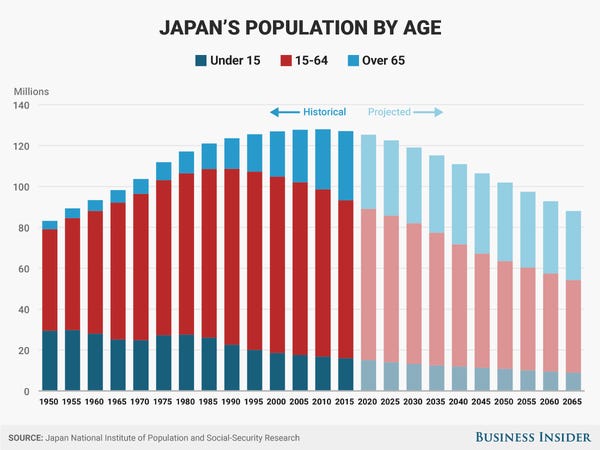 JAPAN'S POPULATION BY AGE
Under 15 15-64 Over 65
Millions
Historical Projected
140
120
100
80
60
40
20
0
1950 1955 1960 1965 1970 1975 1980 1985 1990 1995 2000 2005 2010 2015 2020 2025 2030 2035 2040 2045 2050 2055 2060 2065
SOURCE: Japan National Institute of Population and Social-Security Research
BUSINESS INSIDER